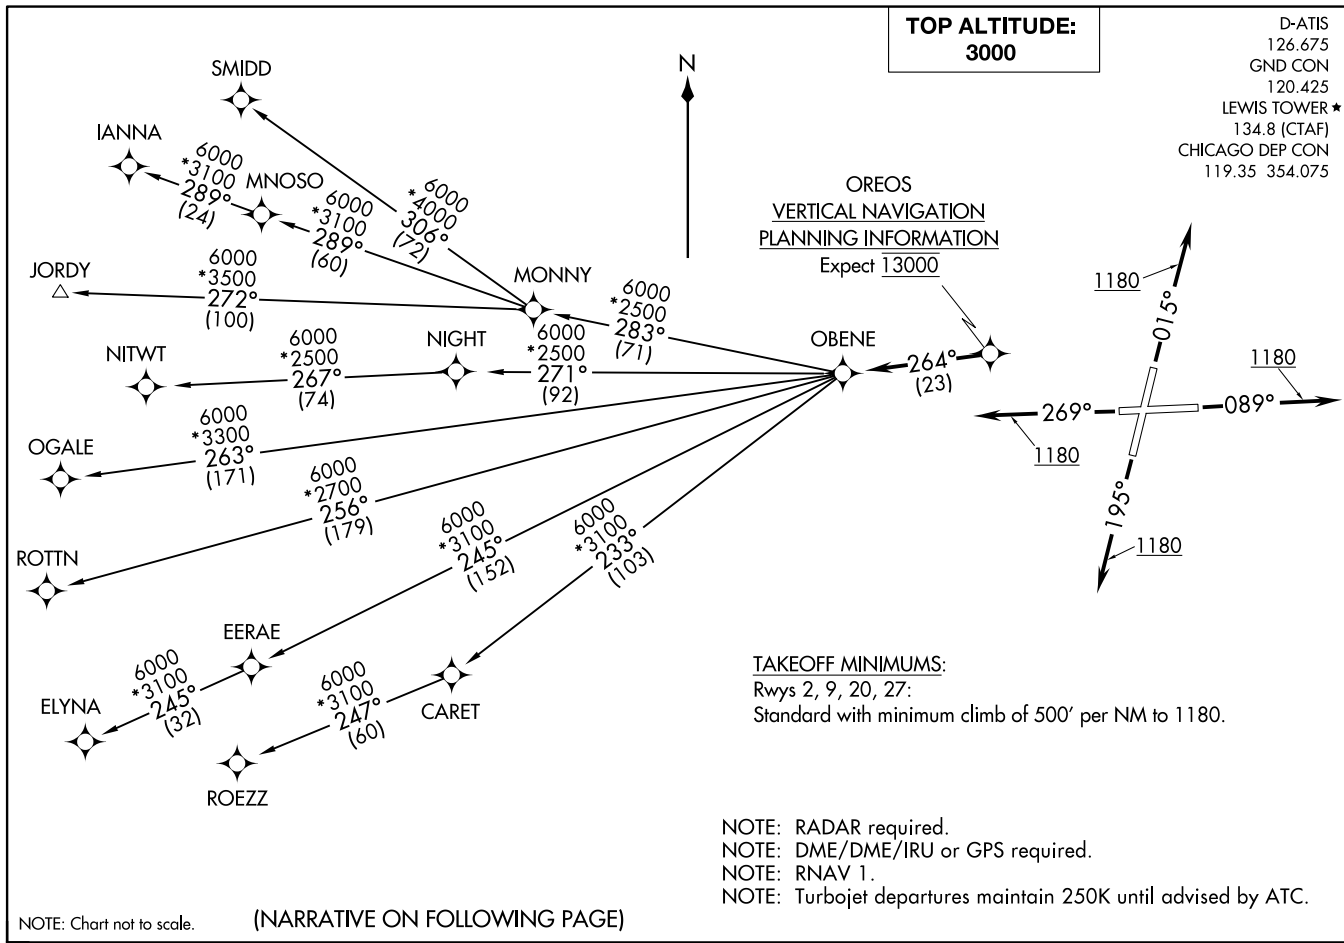 TOP ALTITUDE:
3000
D-ATIS
126.675
GND CON
120.425
LEWIS TOWER ★
134.8 (CTAF)
CHICAGO DEP CON
119.35 354.075
N
SMIDD
IANNA
6000
*3100
289°
(24)
MNOSO
6000
*3100
289°
(60)
6000
*4000
306°
(72)
OREOS
VERTICAL NAVIGATION
PLANNING INFORMATION
Expect 13000
JORDY
6000
*3500
272°
(100)
MONNY
6000
*2500
283°
(71)
OBENE
264°
(23)
NITWT
6000
*2500
267°
(74)
NIGHT
6000
*2500
271°
(92)
1180
015°
1180
089°
269°
1180
195°
1180
OGALE
6000
*3300
263°
(171)
ROTTN
6000
*2700
256°
(179)
6000
*3100
245°
(152)
6000
*3100
233°
(103)
EERAE
ELYNA
6000
*3100
245°
(32)
6000
*3100
247°
(60)
CARET
ROEZZ
TAKEOFF MINIMUMS:
Rwys 2, 9, 20, 27:
Standard with minimum climb of 500' per NM to 1180.
NOTE: RADAR required.
NOTE: DME/DME/IRU or GPS required.
NOTE: RNAV 1.
NOTE: Turbojet departures maintain 250K until advised by ATC.
NOTE: Chart not to scale.
(NARRATIVE ON FOLLOWING PAGE)